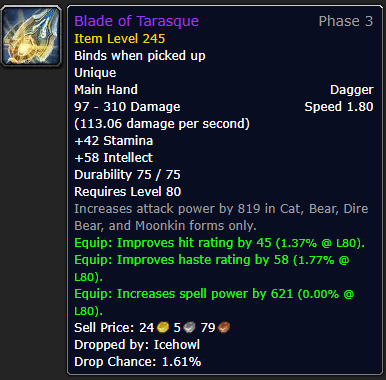 Blade of Tarasque Phase 3
Item Level 245
Binds when picked up
Unique
Main Hand Dagger
97 - 310 Damage Speed 1.80
(113.06 damage per second)
+42 Stamina
+58 Intellect
Durability 75 / 75
Requires Level 80
Increases attack power by 819 in Cat, Bear, Dire
Bear, and Moonkin forms only.
Equip: Improves hit rating by 45 (1.37% @ L80).
Equip: Improves haste rating by 58 (1.77% @
L80).
Equip: Increases spell power by 621 (0.00% @
L80).
Sell Price: 24 5 79
Dropped by: Icehowl
Drop Chance: 1.61%